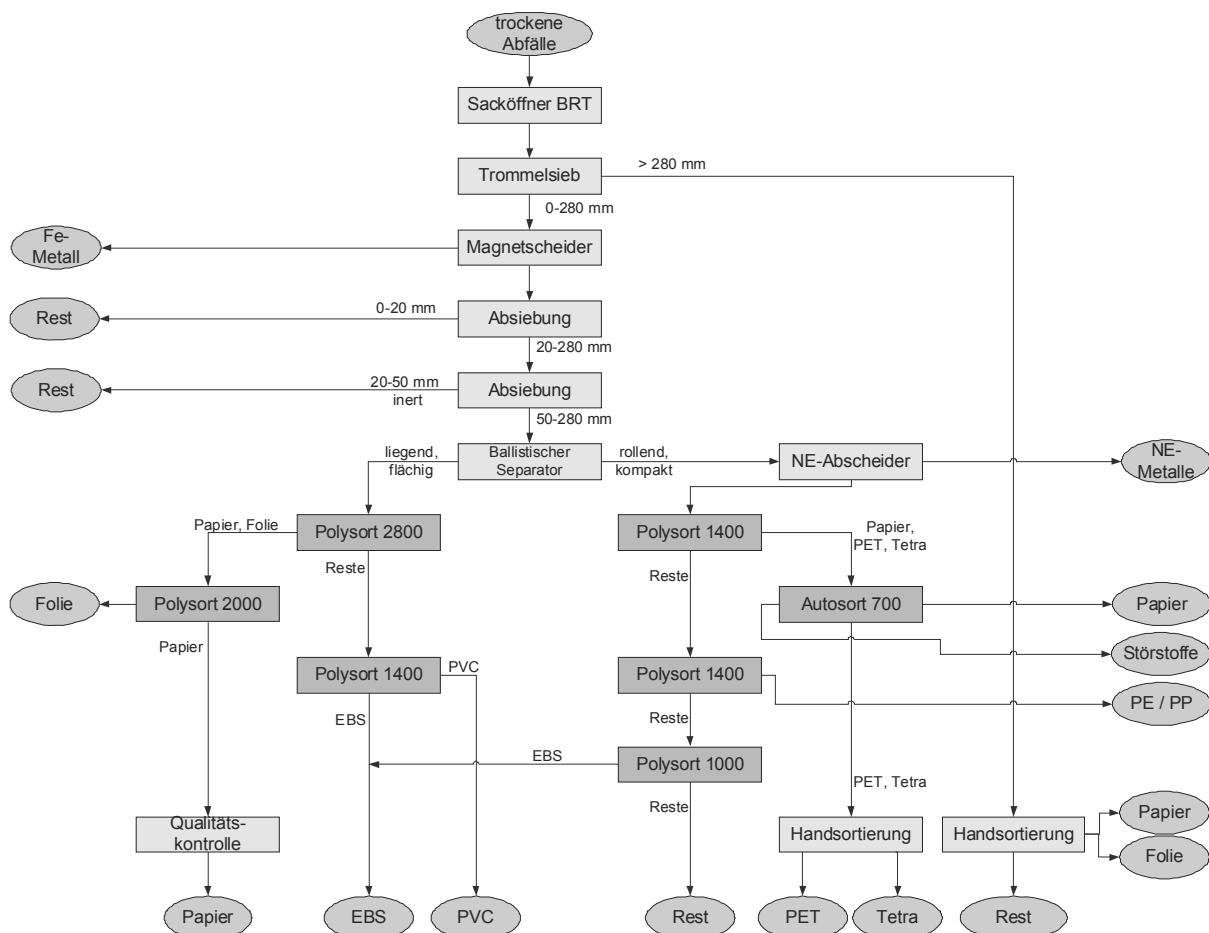 trockene
Abfälle
Sacköffner BRT
> 280 mm
Trommelsieb
0-280 mm
Fe-
Metall
Magnetscheider
0-20 mm
Rest
Absiebung
20-280 mm
20-50 mm
inert
Rest
Absiebung
50-280 mm
liegend,
flächig
Ballistischer
Separator
rollend,
kompakt
NE-Abscheider
NE-
Metalle
Papier, Folie
Polysort 2800
Polysort 1400
Papier,
PET, Tetra
Reste
Reste
Folie
Polysort 2000
Autosort 700
Papier
Papier
Störstoffe
Polysort 1400
PVC
Polysort 1400
PE / PP
EBS
Reste
EBS
Polysort 1000
PET, Tetra
Reste
Qualitäts-
kontrolle
Handsortierung
Handsortierung
Papier
Folie
Papier
EBS
PVC
Rest
PET
Tetra
Rest